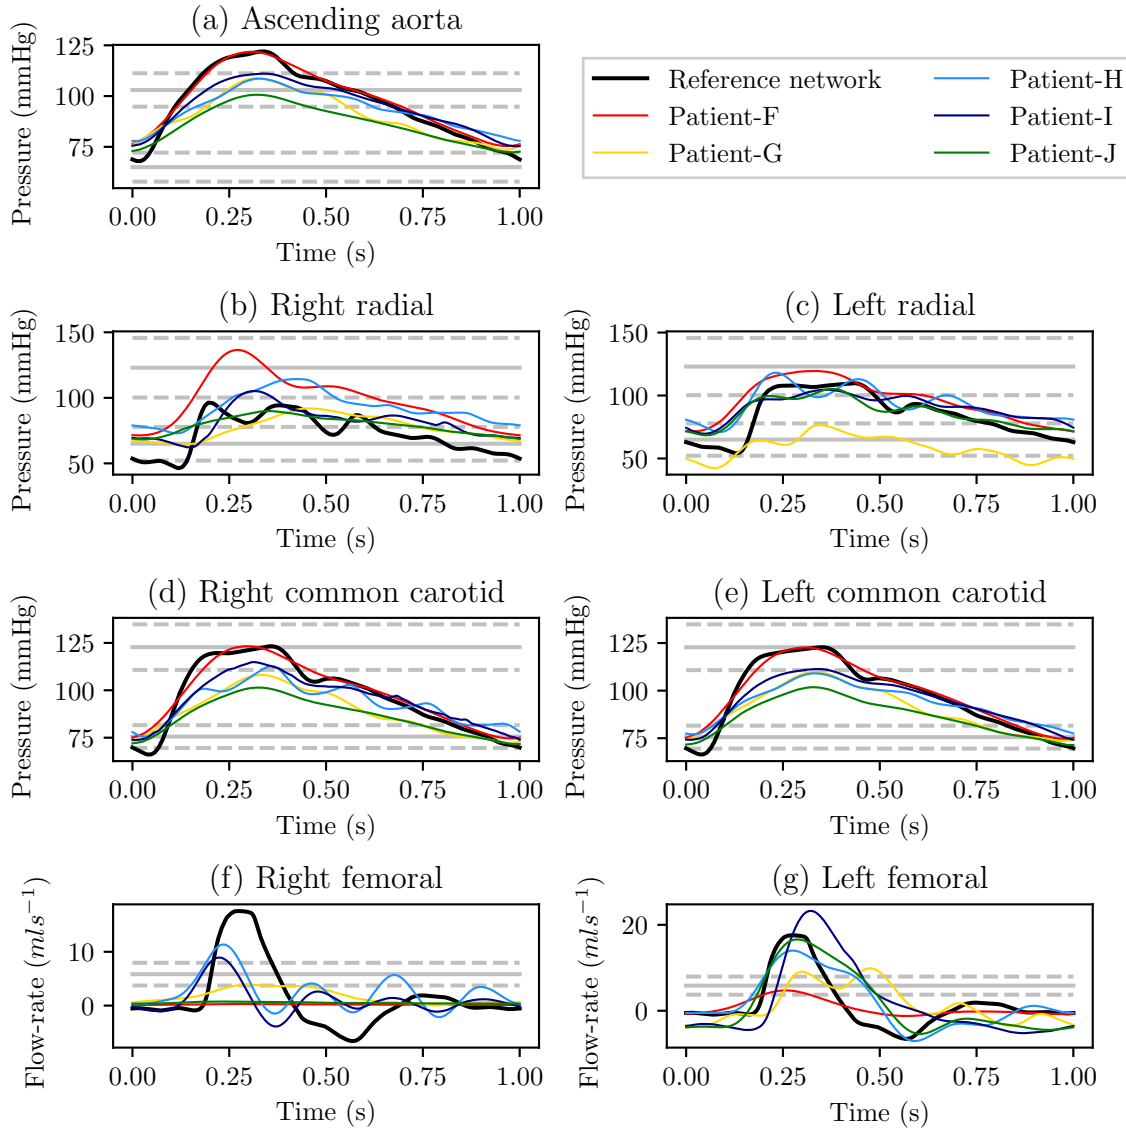 (a) Ascending aorta
Pressure (mmHg)
125
100
75
0.00 0.25 0.50 0.75 1.00
Time (s)
Reference network
Patient-F
Patient-G
Patient-H
Patient-I
Patient-J
(b) Right radial
Pressure (mmHg)
150
100
50
0.00 0.25 0.50 0.75 1.00
Time (s)
(c) Left radial
Pressure (mmHg)
150
100
50
0.00 0.25 0.50 0.75 1.00
Time (s)
(d) Right common carotid
Pressure (mmHg)
125
100
75
0.00 0.25 0.50 0.75 1.00
Time (s)
(e) Left common carotid
Pressure (mmHg)
125
100
75
0.00 0.25 0.50 0.75 1.00
Time (s)
(f) Right femoral
Flow-rate (mls⁻¹)
10
0
0.00 0.25 0.50 0.75 1.00
Time (s)
(g) Left femoral
Flow-rate (mls⁻¹)
20
0
0.00 0.25 0.50 0.75 1.00
Time (s)